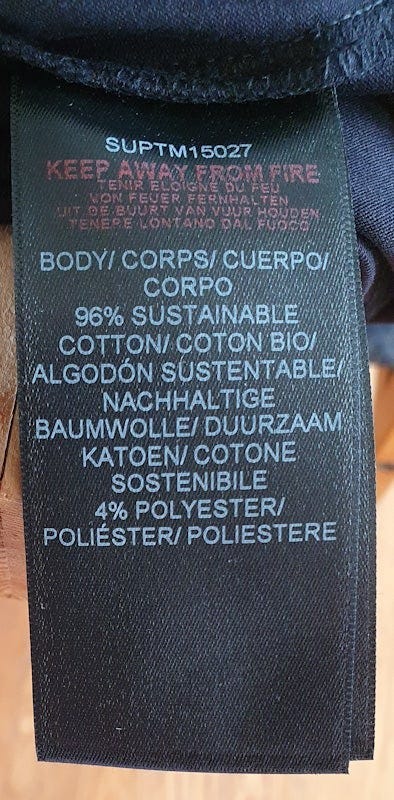 SUPTM15027
KEEP AWAY FROM FIRE
TENIR ELOIGNE DU FEU
VON FEUER FERNHALTEN
UIT DE BUURT VAN VUUR HOUDEN
TENERE LONTANO DAL FUOCO
BODY/ CORPS/ CUERPO/
CORPO
96% SUSTAINABLE
COTTON/ COTON BIO/
ALGODÓN SUSTENTABLE/
NACHHALTIGE
BAUMWOLLE/ DUURZAAM
KATOEN/ COTONE
SOSTENIBILE
4% POLYESTER/
POLIÉSTER/ POLIESTERE